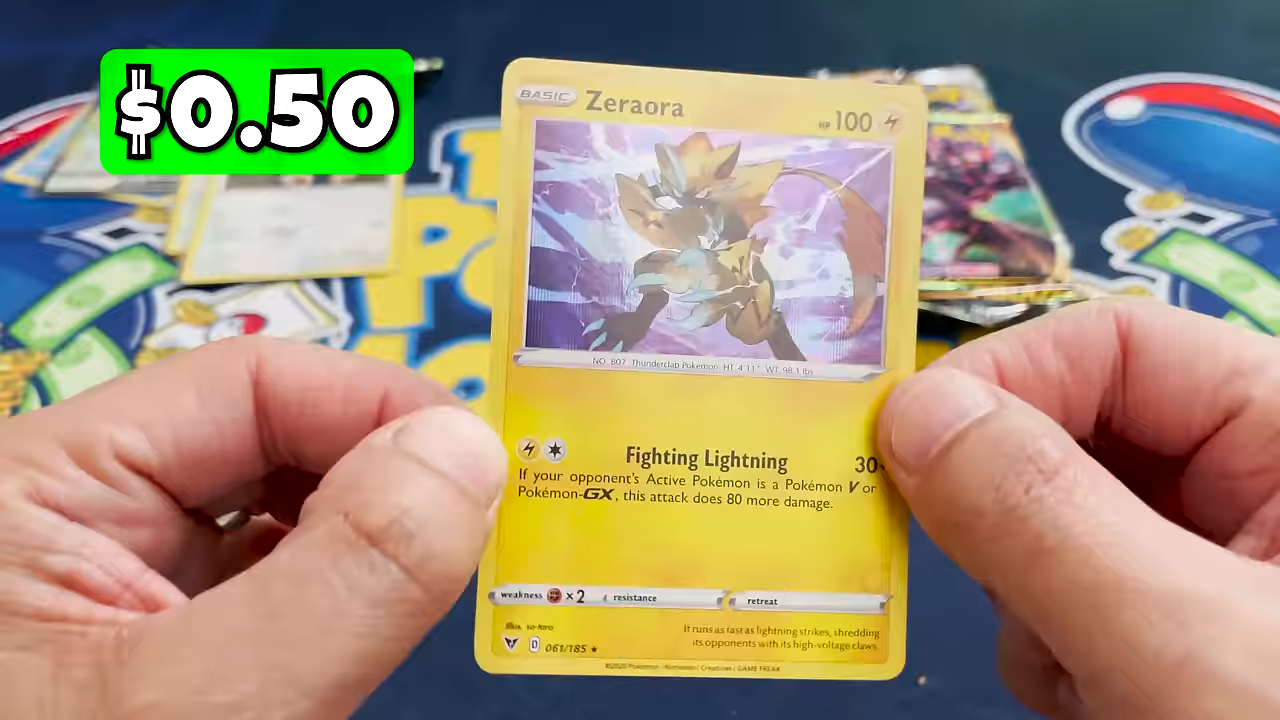 $0.50
BASIC Zeraora HP 100
NO. 807 Thunderclap Pokémon HT 4'11" WT 98.1 lbs
Fighting Lightning 30
If your opponent's Active Pokémon is a Pokémon V or
Pokémon-GX, this attack does 80 more damage.
weakness ×2 resistance retreat
Illus. so-taro
It runs as fast as lightning strikes, shredding
its opponents with its high-voltage claws.
D 061/185 ★
©2020 Pokémon / Nintendo / Creatures / GAME FREAK